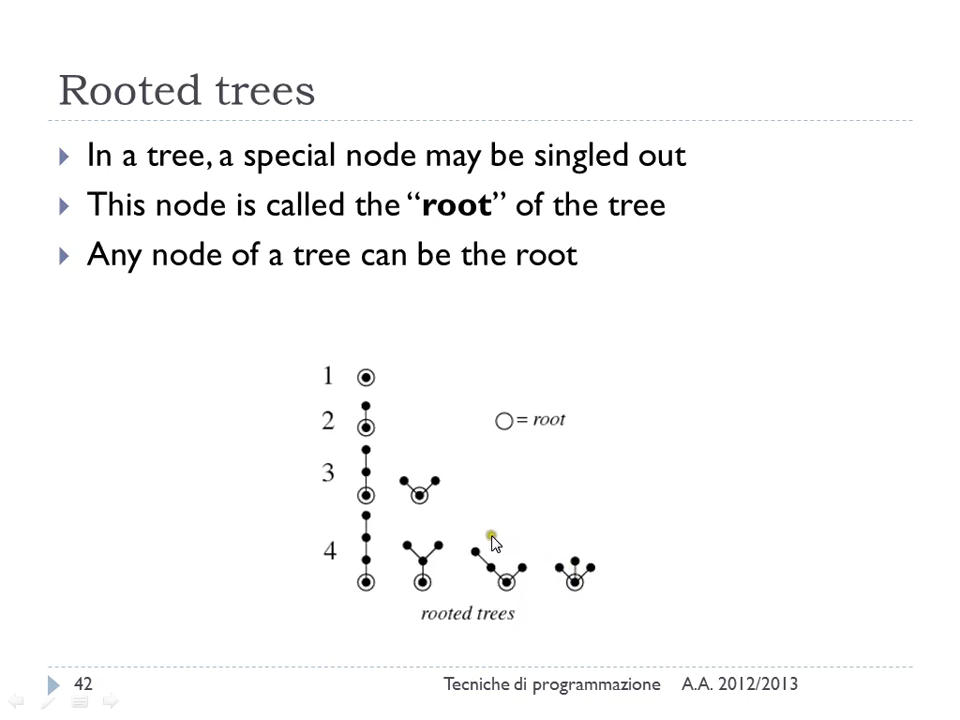 Rooted trees
In a tree, a special node may be singled out
This node is called the “root” of the tree
Any node of a tree can be the root
1
2
= root
3
4
rooted trees
42
Tecniche di programmazione
A.A. 2012/2013